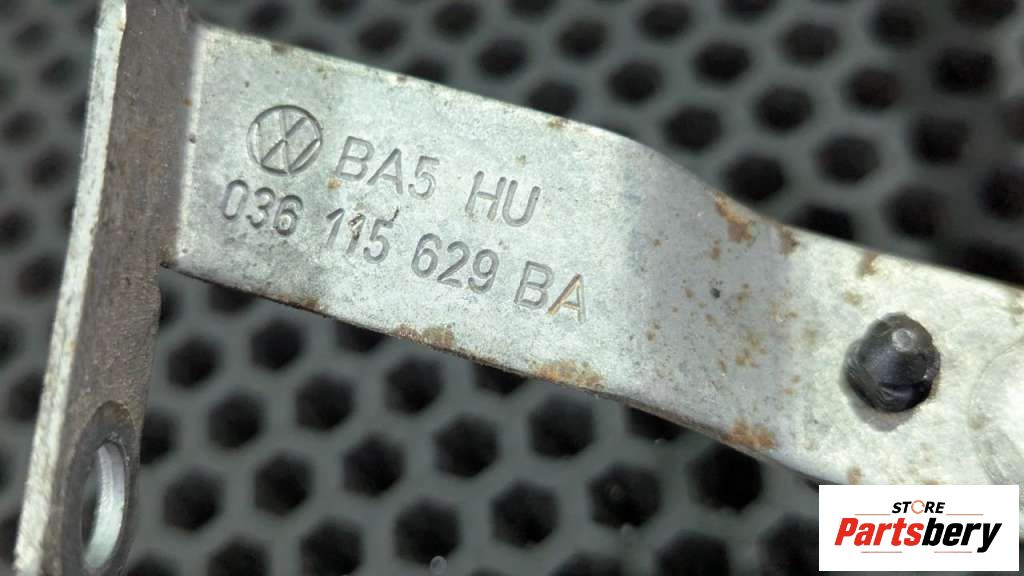 BA5 HU
036 115 629 BA
STORE
Partsbery